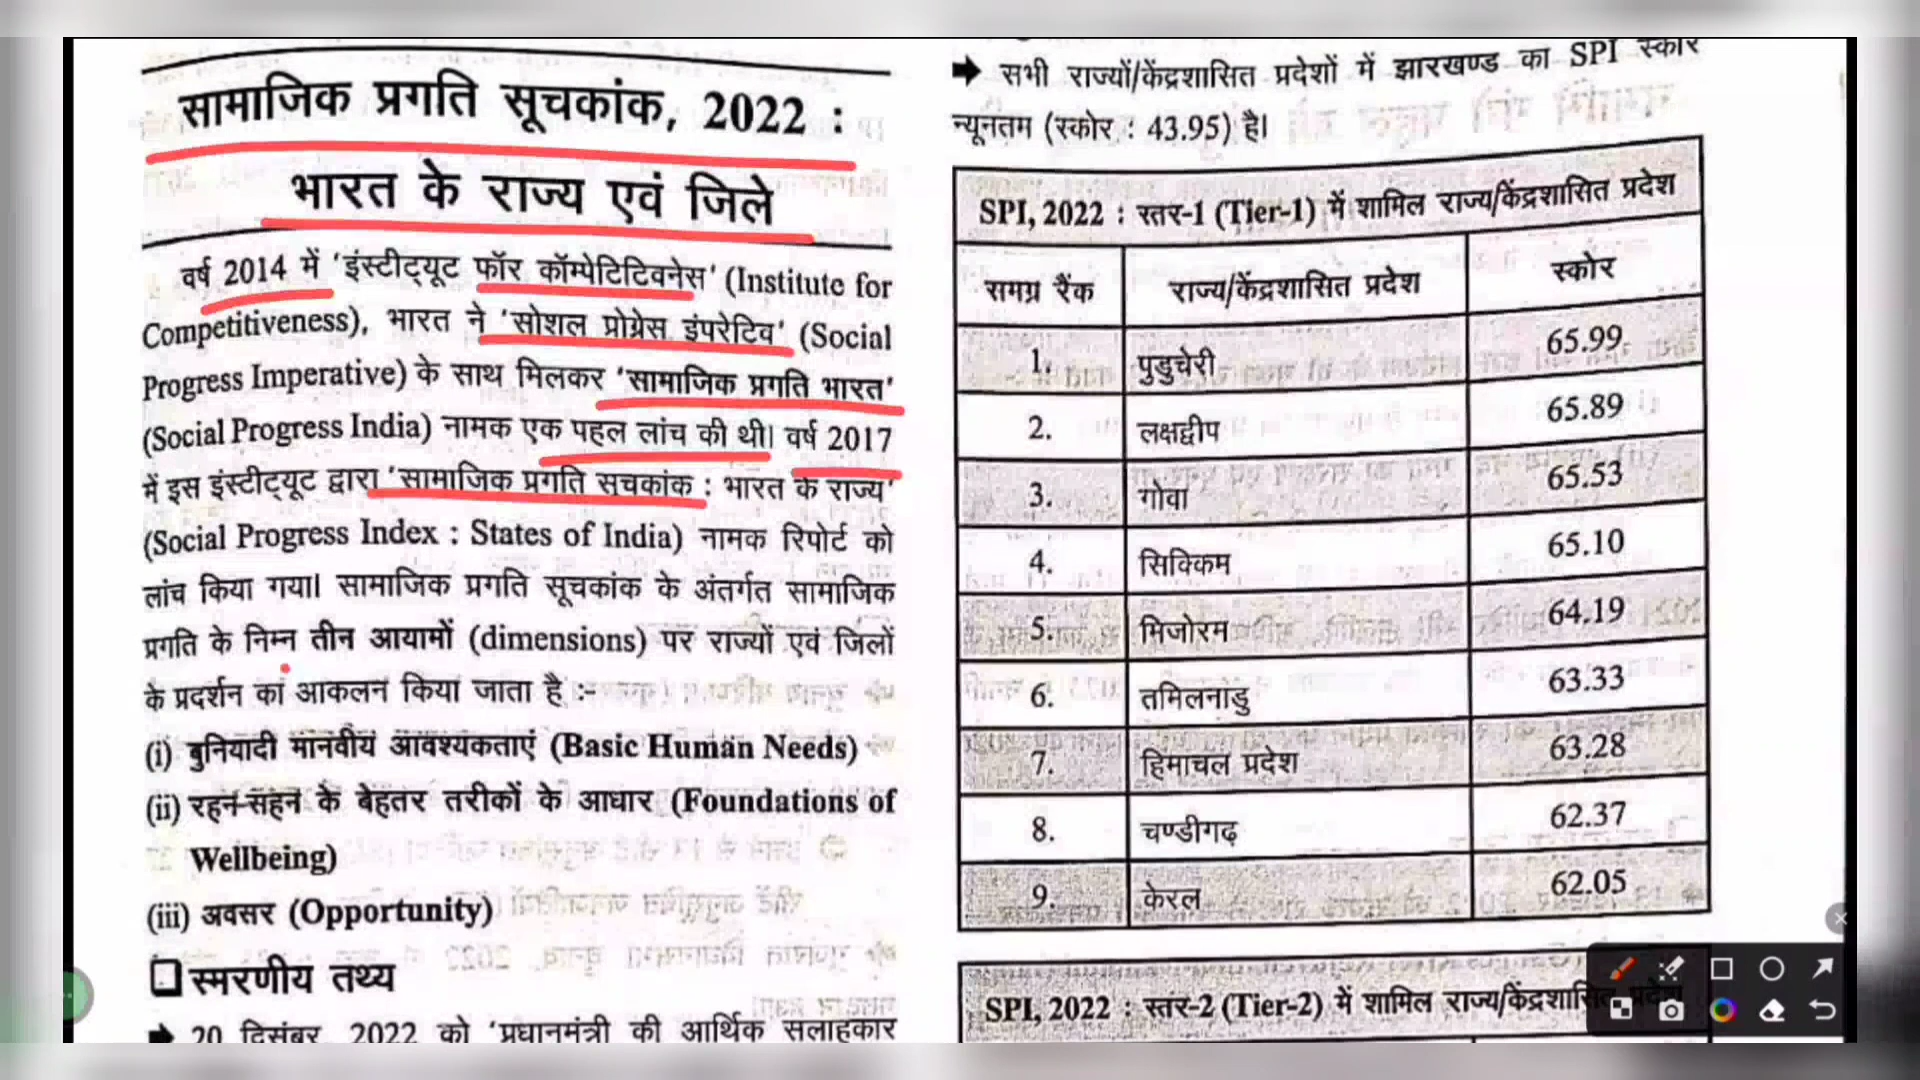 सामाजिक प्रगति सूचकांक, 2022 :
भारत के राज्य एवं जिले
वर्ष 2014 में 'इंस्टीट्यूट फॉर कॉम्पेटिटिवनेस' (Institute for
Competitiveness), भारत ने 'सोशल प्रोग्रेस इंपरेटिव' (Social
Progress Imperative) के साथ मिलकर 'सामाजिक प्रगति भारत'
(Social Progress India) नामक एक पहल लांच की थी। वर्ष 2017
में इस इंस्टीट्यूट द्वारा 'सामाजिक प्रगति सूचकांक : भारत के राज्य'
(Social Progress Index : States of India) नामक रिपोर्ट को
लांच किया गया। सामाजिक प्रगति सूचकांक के अंतर्गत सामाजिक
प्रगति के निम्न तीन आयामों (dimensions) पर राज्यों एवं जिलों
के प्रदर्शन का आकलन किया जाता है :-
(i) बुनियादी मानवीय आवश्यकताएं (Basic Human Needs)
(ii) रहन-सहन के बेहतर तरीकों के आधार (Foundations of
Wellbeing)
(iii) अवसर (Opportunity)
स्मरणीय तथ्य
20 दिसंबर, 2022 को 'प्रधानमंत्री की आर्थिक सलाहकार
सभी राज्यों/केंद्रशासित प्रदेशों में झारखण्ड का SPI स्कोर
न्यूनतम (स्कोर : 43.95) है।
SPI, 2022 : स्तर-1 (Tier-1) में शामिल राज्य/केंद्रशासित प्रदेश
समग्र रैंक राज्य/केंद्रशासित प्रदेश स्कोर
1. पुडुचेरी 65.99
2. लक्षद्वीप 65.89
3. गोवा 65.53
4. सिक्किम 65.10
5. मिजोरम 64.19
6. तमिलनाडु 63.33
7. हिमाचल प्रदेश 63.28
8. चण्डीगढ़ 62.37
9. केरल 62.05
SPI, 2022 : स्तर-2 (Tier-2) में शामिल राज्य/केंद्रशासित प्रदेश